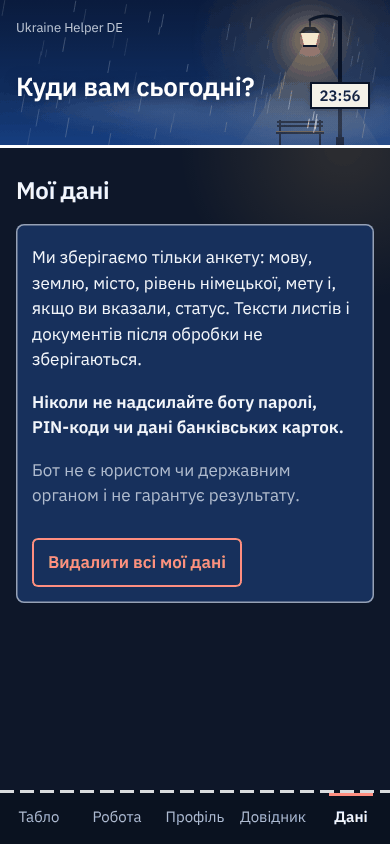 Ukraine Helper DE
Куди вам сьогодні?
23:56
Мої дані
Ми зберігаємо тільки анкету: мову,
землю, місто, рівень німецької, мету і,
якщо ви вказали, статус. Тексти листів і
документів після обробки не
зберігаються.
Ніколи не надсилайте боту паролі,
PIN-коди чи дані банківських карток.
Бот не є юристом чи державним
органом і не гарантує результату.
Видалити всі мої дані
Табло Робота Профіль Довідник Дані